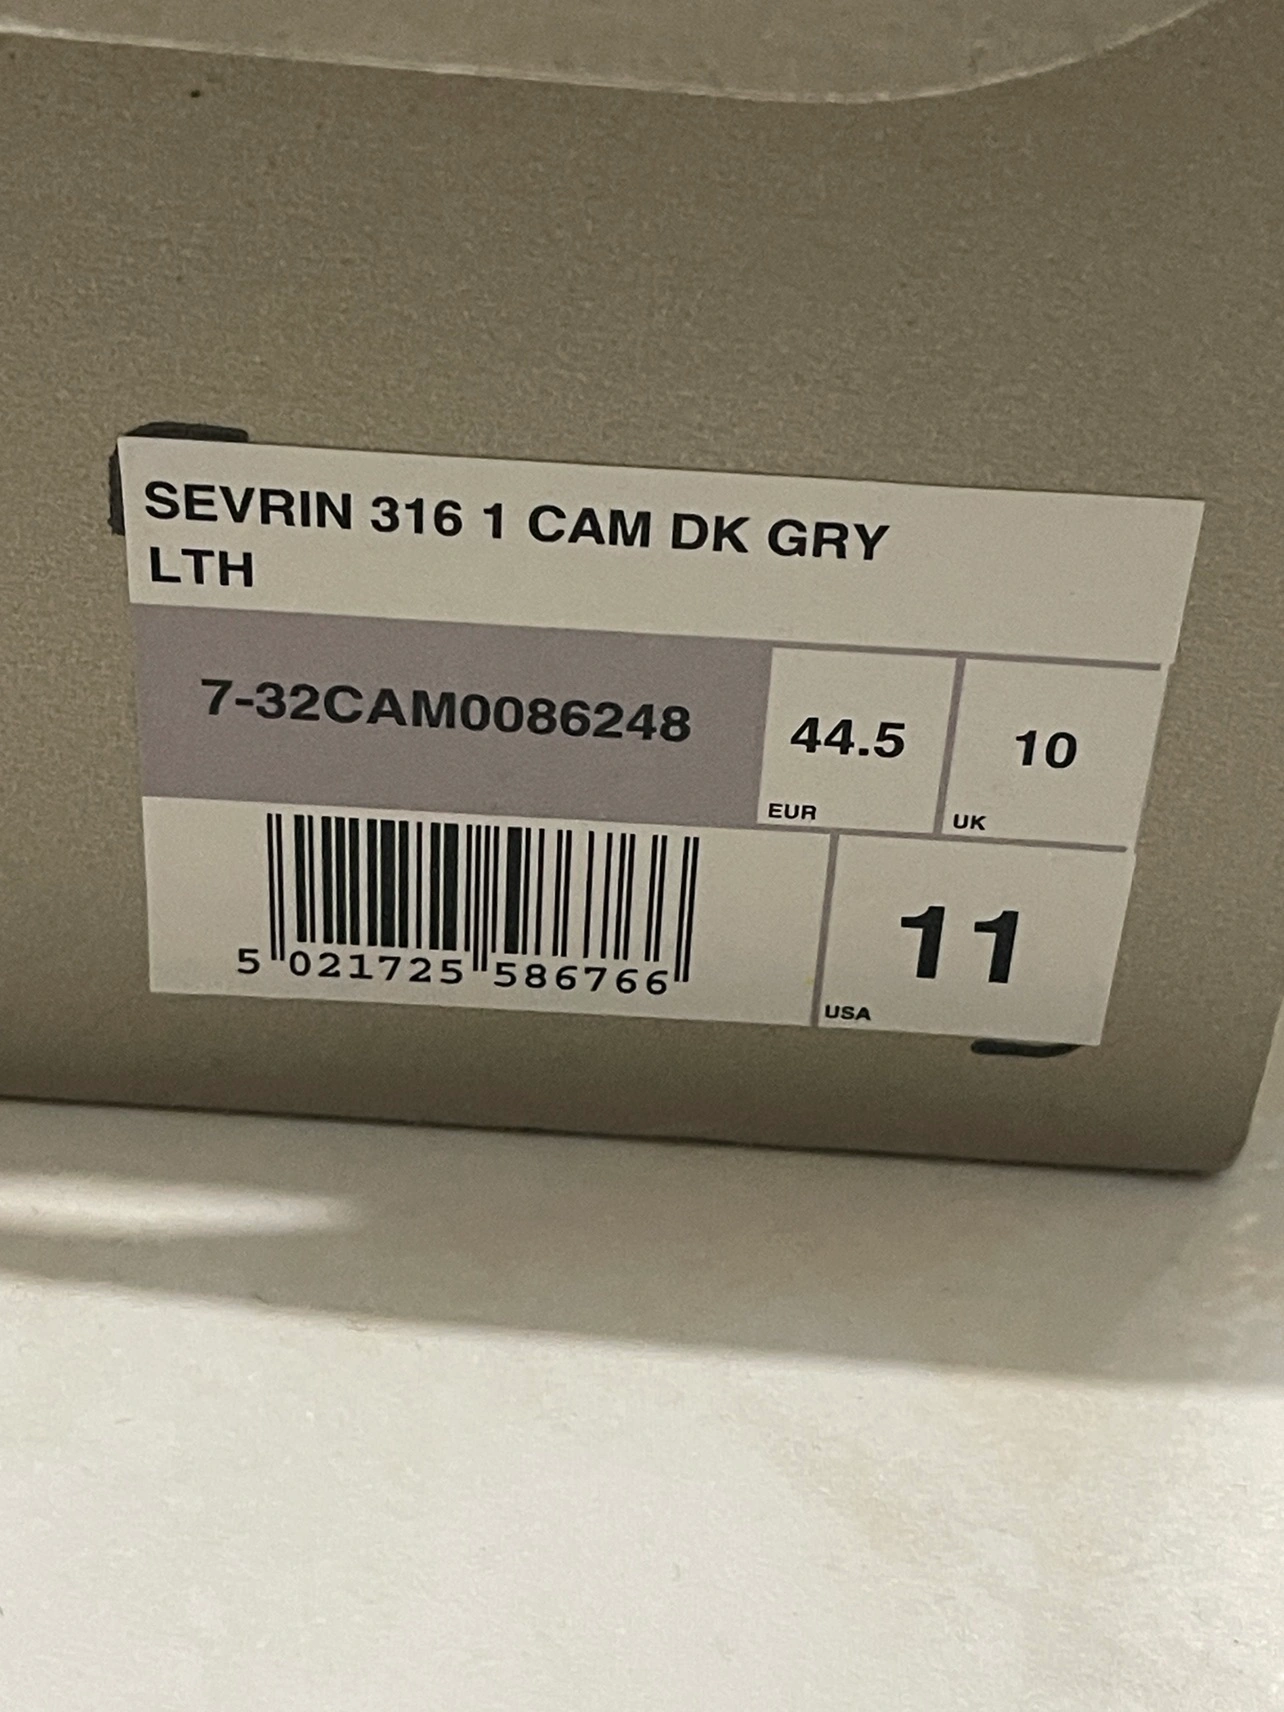 SEVRIN 316 1 CAM DK GRY
LTH
7-32CAM0086248
44.5
EUR
10
UK
5 021725 586766
11
USA